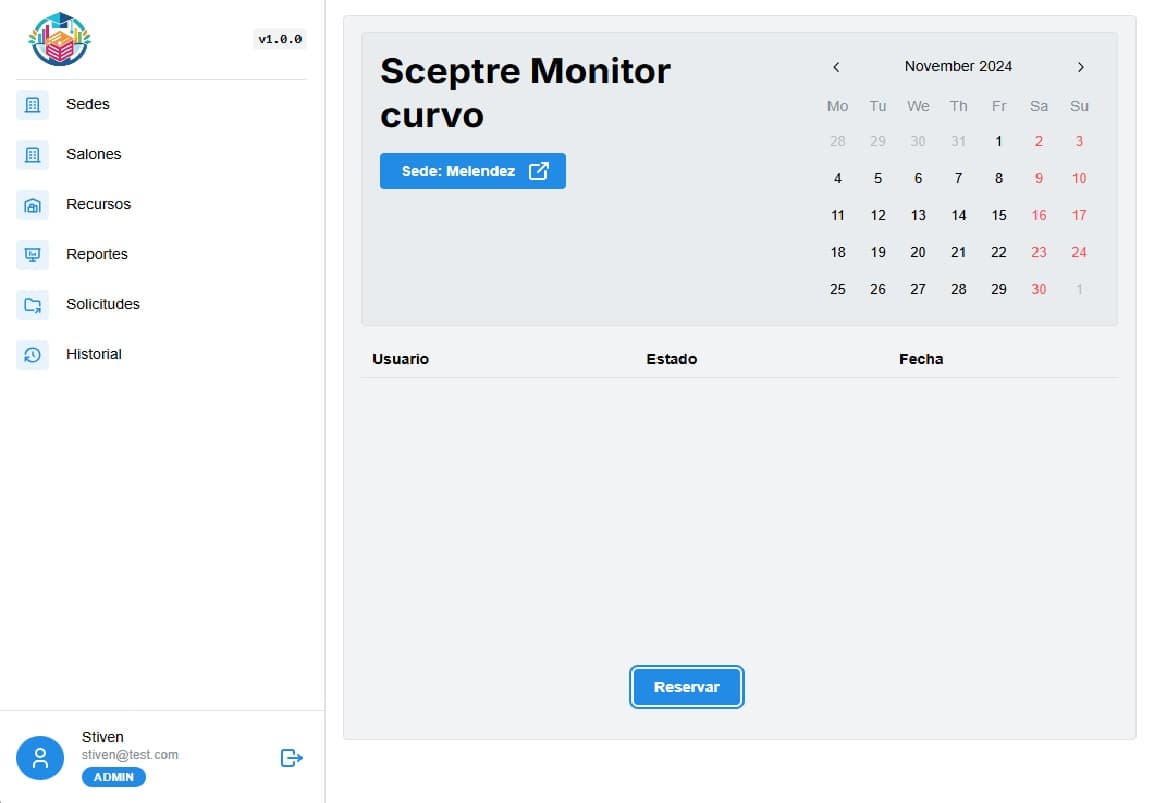 v1.0.0
Sedes
Salones
Recursos
Reportes
Solicitudes
Historial
Stiven
stiven@test.com
ADMIN
Sceptre Monitor
curvo
Sede: Melendez
November 2024
Mo Tu We Th Fr Sa Su
28 29 30 31 1 2 3
4 5 6 7 8 9 10
11 12 13 14 15 16 17
18 19 20 21 22 23 24
25 26 27 28 29 30 1
Usuario Estado Fecha
Reservar